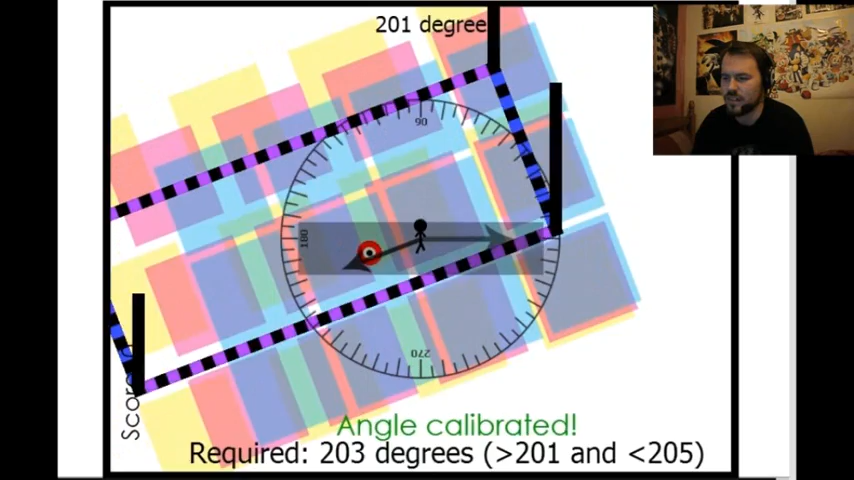 201 degree
90
180
270
Score
Angle calibrated!
Required: 203 degrees (>201 and <205)